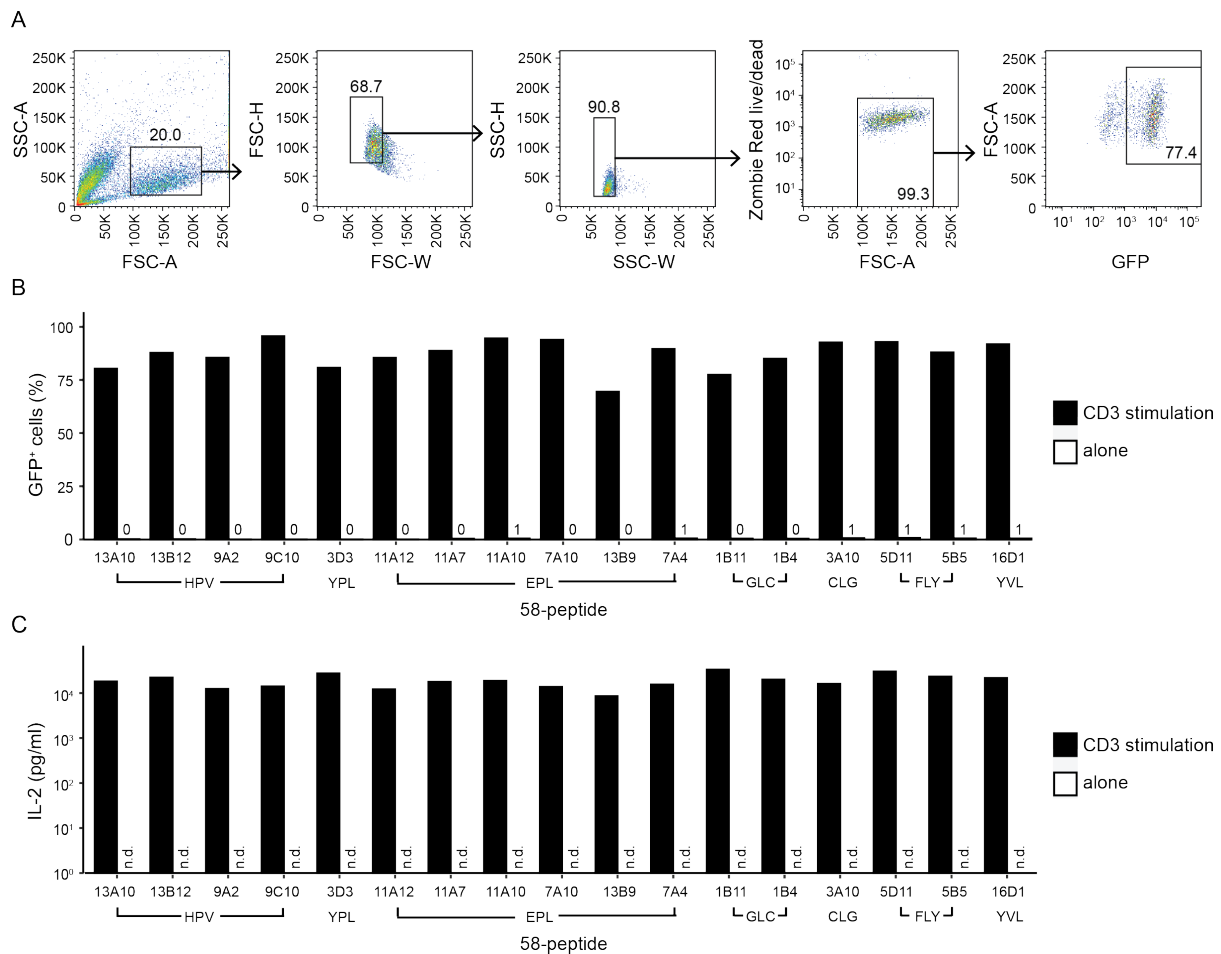 A
250K
200K
150K
100K
50K
0
SSC-A
20.0
0
50K
100K
150K
200K
250K
FSC-A
250K
200K
150K
100K
50K
0
FSC-H
68.7
0
50K
100K
150K
200K
250K
FSC-W
250K
200K
150K
100K
50K
0
SSC-H
90.8
0
50K
100K
150K
200K
250K
SSC-W
Zombie Red live/dead
10⁵
10⁴
10³
10²
10¹
99.3
0
50K
100K
150K
200K
250K
FSC-A
250K
200K
150K
100K
50K
0
FSC-A
77.4
10¹ 10² 10³ 10⁴ 10⁵
GFP
B
GFP⁺ cells (%)
100
75
50
25
0
0 0 0 0 0 0 0 1 0 0 1 0 0 1 1 1 1
13A10 13B12 9A2 9C10 3D3 11A12 11A7 11A10 7A10 13B9 7A4 1B11 1B4 3A10 5D11 5B5 16D1
HPV YPL EPL GLC CLG FLY YVL
58-peptide
CD3 stimulation
alone
C
IL-2 (pg/ml)
10⁴
10³
10²
10¹
10⁰
n.d. n.d. n.d. n.d. n.d. n.d. n.d. n.d. n.d. n.d. n.d. n.d. n.d. n.d. n.d. n.d. n.d.
13A10 13B12 9A2 9C10 3D3 11A12 11A7 11A10 7A10 13B9 7A4 1B11 1B4 3A10 5D11 5B5 16D1
HPV YPL EPL GLC CLG FLY YVL
58-peptide
CD3 stimulation
alone